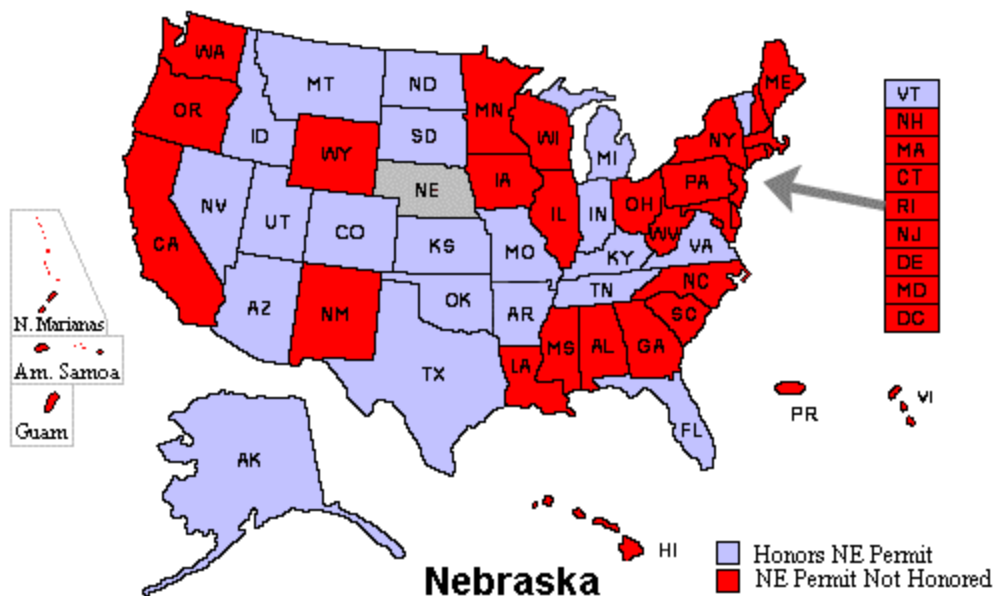 WA
MT
ND
MN
ME
VT
OR
ID
SD
WI
NY
NH
WY
MI
MA
NE
IA
PA
CT
NV
UT
CO
KS
MO
IL
IN
OH
WV
VA
RI
CA
KY
NJ
AZ
NM
OK
AR
TN
NC
DE
SC
MD
TX
LA
MS
AL
GA
DC
FL
N. Marianas
Am. Samoa
Guam
PR
VI
AK
HI
Honors NE Permit
NE Permit Not Honored
Nebraska